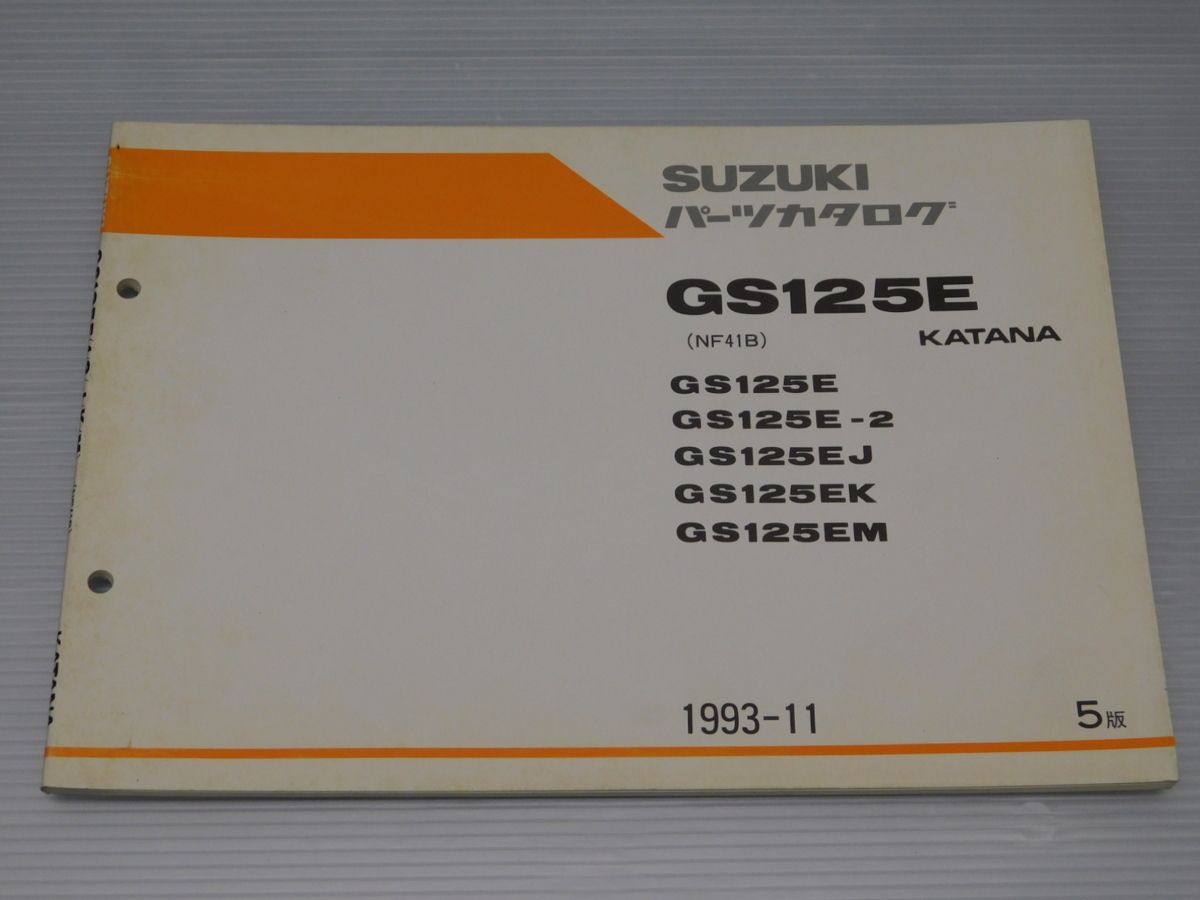 SUZUKI
パーツカタログ
GS125E
(NF41B) KATANA
GS125E
GS125E-2
GS125EJ
GS125EK
GS125EM
1993-11 5版